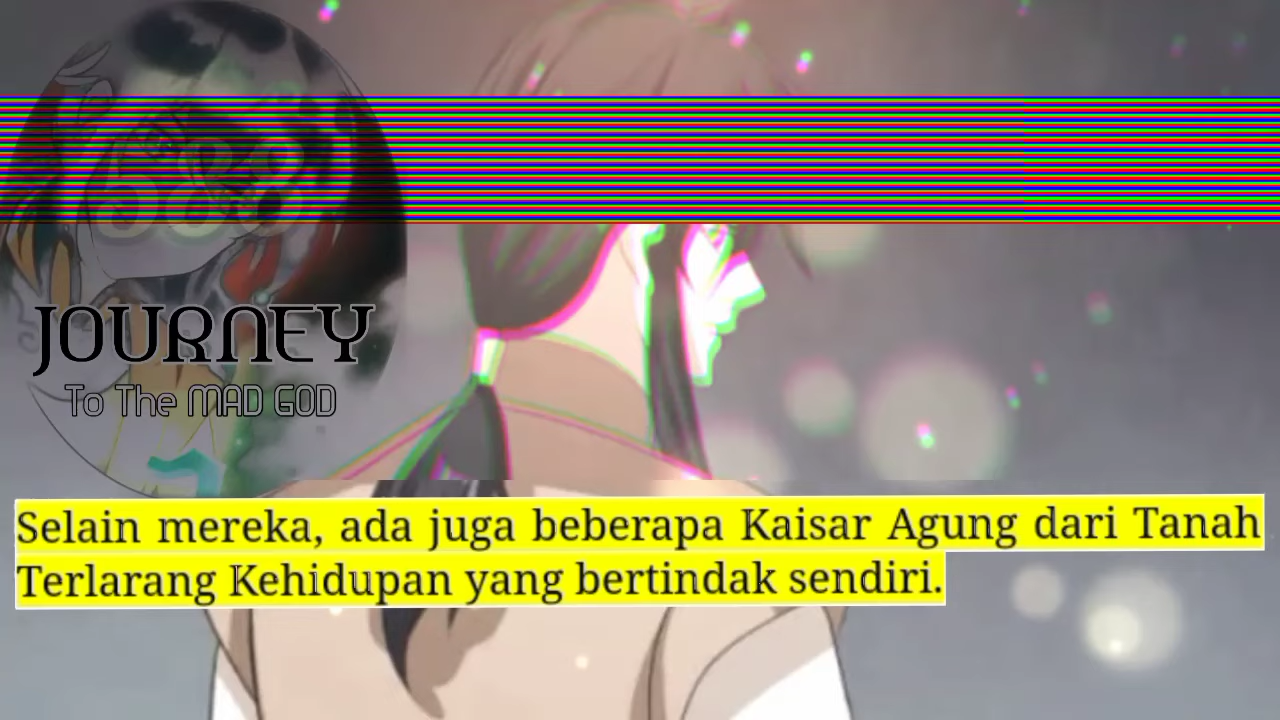 588
JOURNEY
To The MAD GOD
Selain mereka, ada juga beberapa Kaisar Agung dari Tanah
Terlarang Kehidupan yang bertindak sendiri.